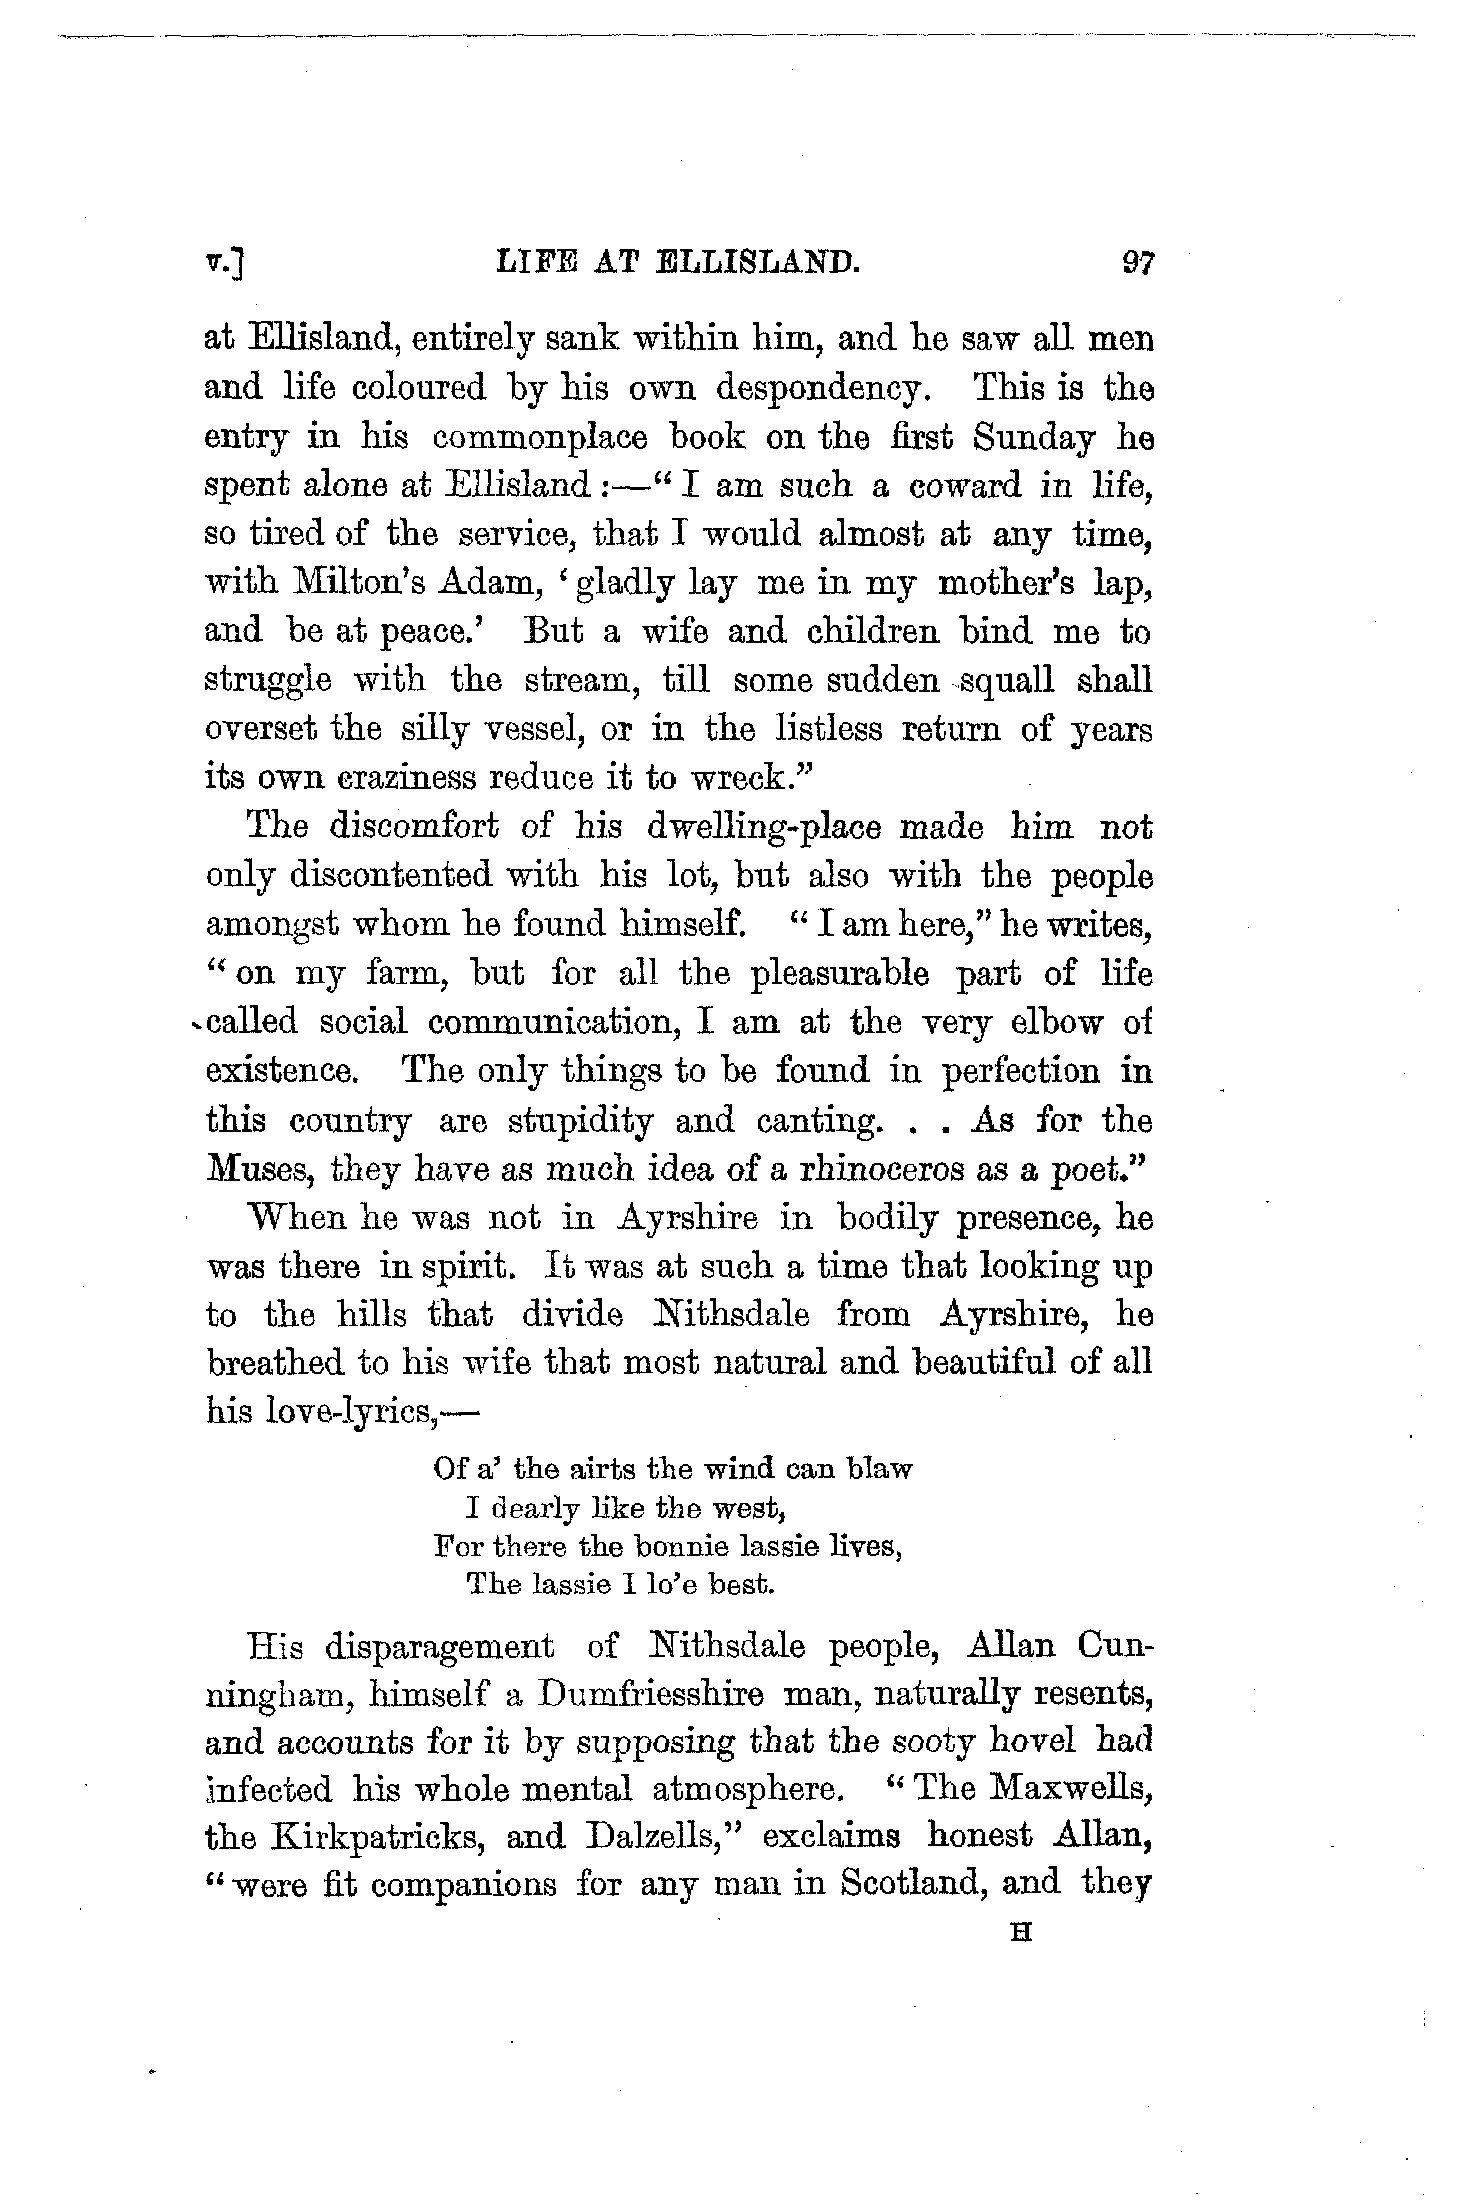 v.] LIFE AT ELLISLAND. 97
at Ellisland, entirely sank within him, and he saw all men
and life coloured by his own despondency. This is the
entry in his commonplace book on the first Sunday he
spent alone at Ellisland :—“ I am such a coward in life,
so tired of the service, that I would almost at any time,
with Milton’s Adam, ‘ gladly lay me in my mother’s lap,
and be at peace.’ But a wife and children bind me to
struggle with the stream, till some sudden squall shall
overset the silly vessel, or in the listless return of years
its own craziness reduce it to wreck.”
The discomfort of his dwelling-place made him not
only discontented with his lot, but also with the people
amongst whom he found himself. “ I am here,” he writes,
“ on my farm, but for all the pleasurable part of life
called social communication, I am at the very elbow of
existence. The only things to be found in perfection in
this country are stupidity and canting. . . As for the
Muses, they have as much idea of a rhinoceros as a poet.”
When he was not in Ayrshire in bodily presence, he
was there in spirit. It was at such a time that looking up
to the hills that divide Nithsdale from Ayrshire, he
breathed to his wife that most natural and beautiful of all
his love-lyrics,—
Of a’ the airts the wind can blaw
I dearly like the west,
For there the bonnie lassie lives,
The lassie I lo’e best.
His disparagement of Nithsdale people, Allan Cun-
ningham, himself a Dumfriesshire man, naturally resents,
and accounts for it by supposing that the sooty hovel had
infected his whole mental atmosphere. “ The Maxwells,
the Kirkpatricks, and Dalzells,” exclaims honest Allan,
“ were fit companions for any man in Scotland, and they
H